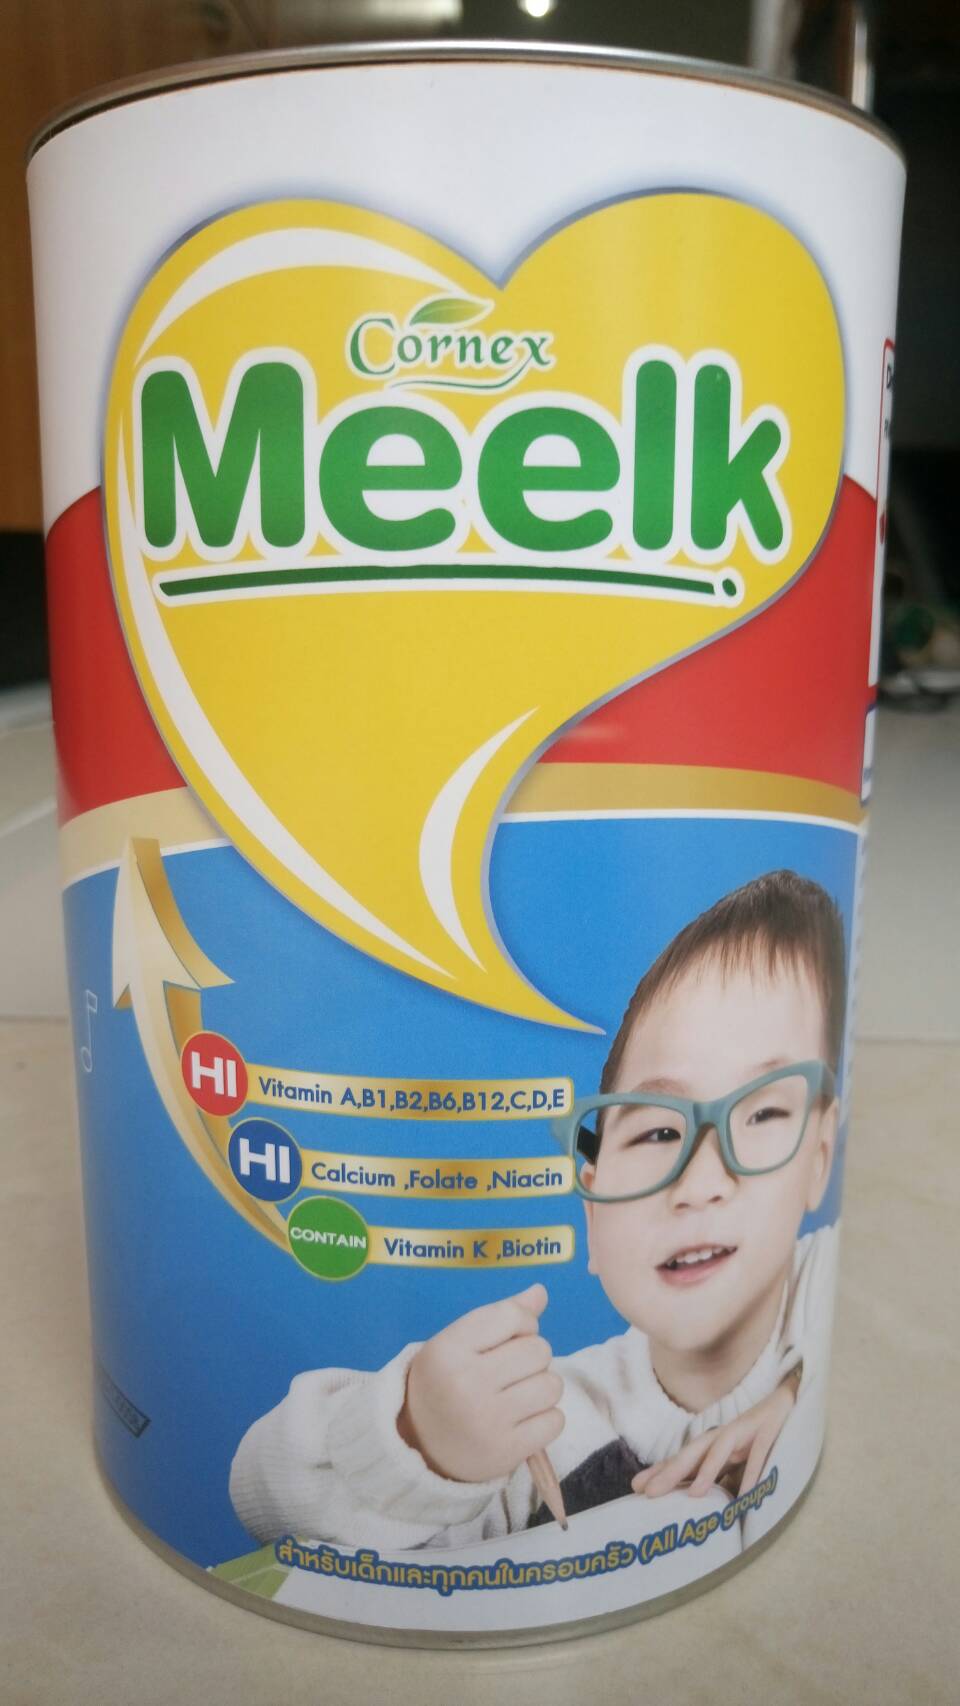 Cornex
Meelk
HI Vitamin A,B1,B2,B6,B12,C,D,E
HI Calcium ,Folate ,Niacin
CONTAIN Vitamin K ,Biotin
สำหรับเด็กและทุกคนในครอบครัว (All Age groups)